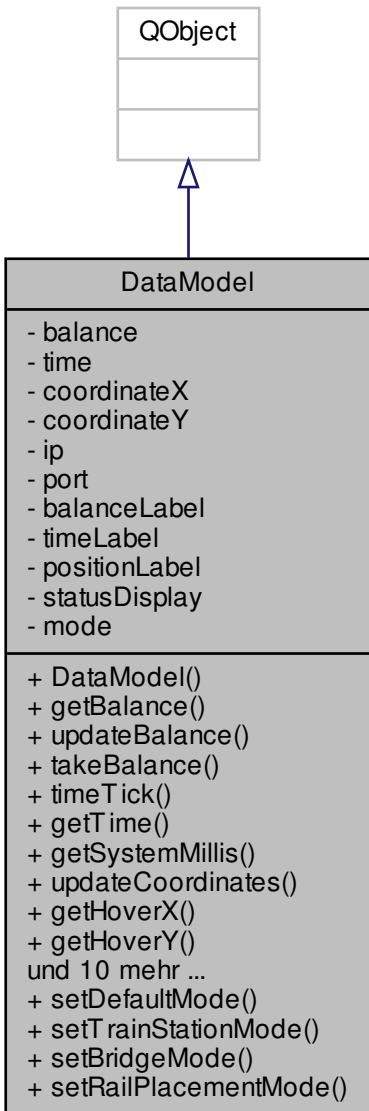 QObject
DataModel
- balance
- time
- coordinateX
- coordinateY
- ip
- port
- balanceLabel
- timeLabel
- positionLabel
- statusDisplay
- mode
+ DataModel()
+ getBalance()
+ updateBalance()
+ takeBalance()
+ timeTick()
+ getTime()
+ getSystemMillis()
+ updateCoordinates()
+ getHoverX()
+ getHoverY()
und 10 mehr ...
+ setDefaultMode()
+ setTrainStationMode()
+ setBridgeMode()
+ setRailPlacementMode()